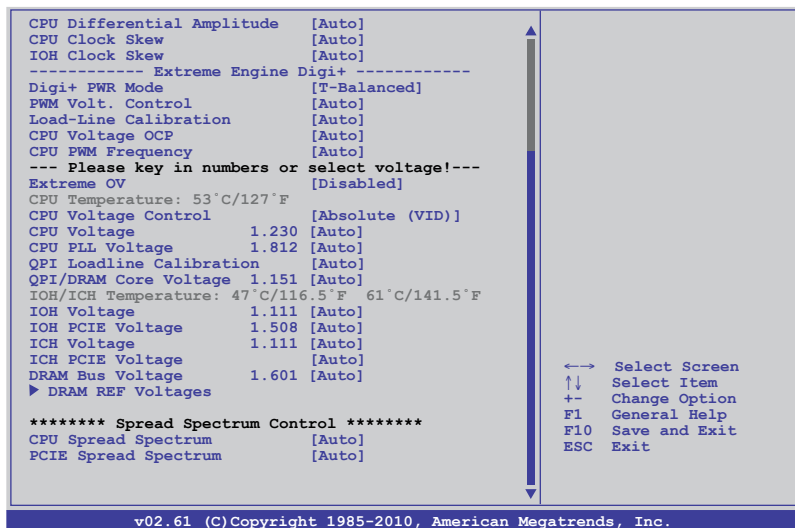 CPU Differential Amplitude [Auto]
CPU Clock Skew [Auto]
IOH Clock Skew [Auto]
------------ Extreme Engine Digi+ ------------
Digi+ PWR Mode [T-Balanced]
PWM Volt. Control [Auto]
Load-Line Calibration [Auto]
CPU Voltage OCP [Auto]
CPU PWM Frequency [Auto]
--- Please key in numbers or select voltage!---
Extreme OV [Disabled]
CPU Temperature: 53°C/127°F
CPU Voltage Control [Absolute (VID)]
CPU Voltage 1.230 [Auto]
CPU PLL Voltage 1.812 [Auto]
QPI Loadline Calibration [Auto]
QPI/DRAM Core Voltage 1.151 [Auto]
IOH/ICH Temperature: 47°C/116.5°F 61°C/141.5°F
IOH Voltage 1.111 [Auto]
IOH PCIE Voltage 1.508 [Auto]
ICH Voltage 1.111 [Auto]
ICH PCIE Voltage [Auto]
DRAM Bus Voltage 1.601 [Auto]
▶ DRAM REF Voltages
******** Spread Spectrum Control ********
CPU Spread Spectrum [Auto]
PCIE Spread Spectrum [Auto]
←→ Select Screen
↑↓ Select Item
+- Change Option
F1 General Help
F10 Save and Exit
ESC Exit
v02.61 (C)Copyright 1985-2010, American Megatrends, Inc.